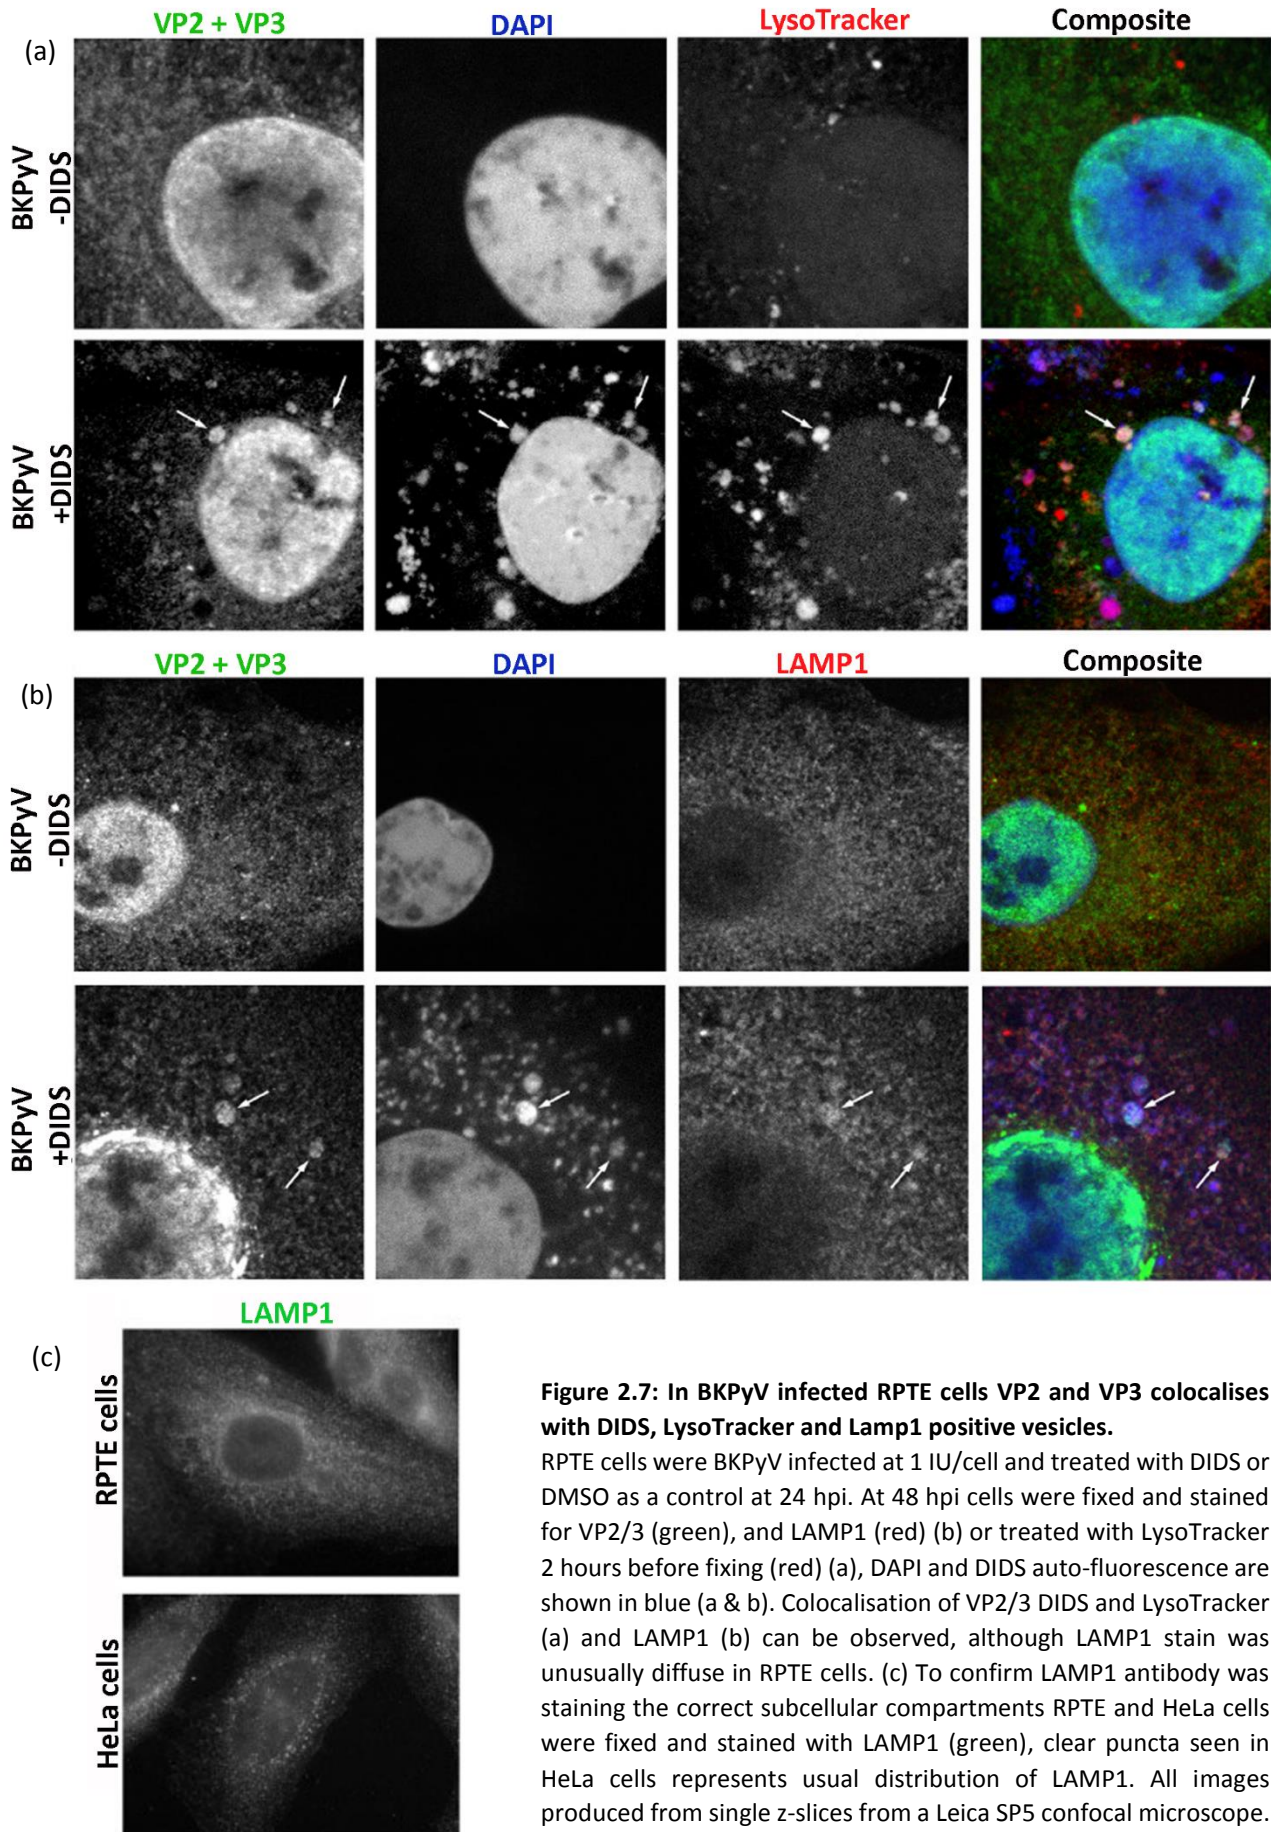 VP2 + VP3 DAPI LysoTracker Composite
(a)
BKPyV
-DIDS
BKPyV
+DIDS
VP2 + VP3 DAPI LAMP1 Composite
(b)
BKPyV
-DIDS
BKPyV
+DIDS
LAMP1
(c)
RPTE cells
HeLa cells
Figure 2.7: In BKPyV infected RPTE cells VP2 and VP3 colocalises
with DIDS, LysoTracker and Lamp1 positive vesicles.
RPTE cells were BKPyV infected at 1 IU/cell and treated with DIDS or
DMSO as a control at 24 hpi. At 48 hpi cells were fixed and stained
for VP2/3 (green), and LAMP1 (red) (b) or treated with LysoTracker
2 hours before fixing (red) (a), DAPI and DIDS auto-fluorescence are
shown in blue (a & b). Colocalisation of VP2/3 DIDS and LysoTracker
(a) and LAMP1 (b) can be observed, although LAMP1 stain was
unusually diffuse in RPTE cells. (c) To confirm LAMP1 antibody was
staining the correct subcellular compartments RPTE and HeLa cells
were fixed and stained with LAMP1 (green), clear puncta seen in
HeLa cells represents usual distribution of LAMP1. All images
produced from single z-slices from a Leica SP5 confocal microscope.